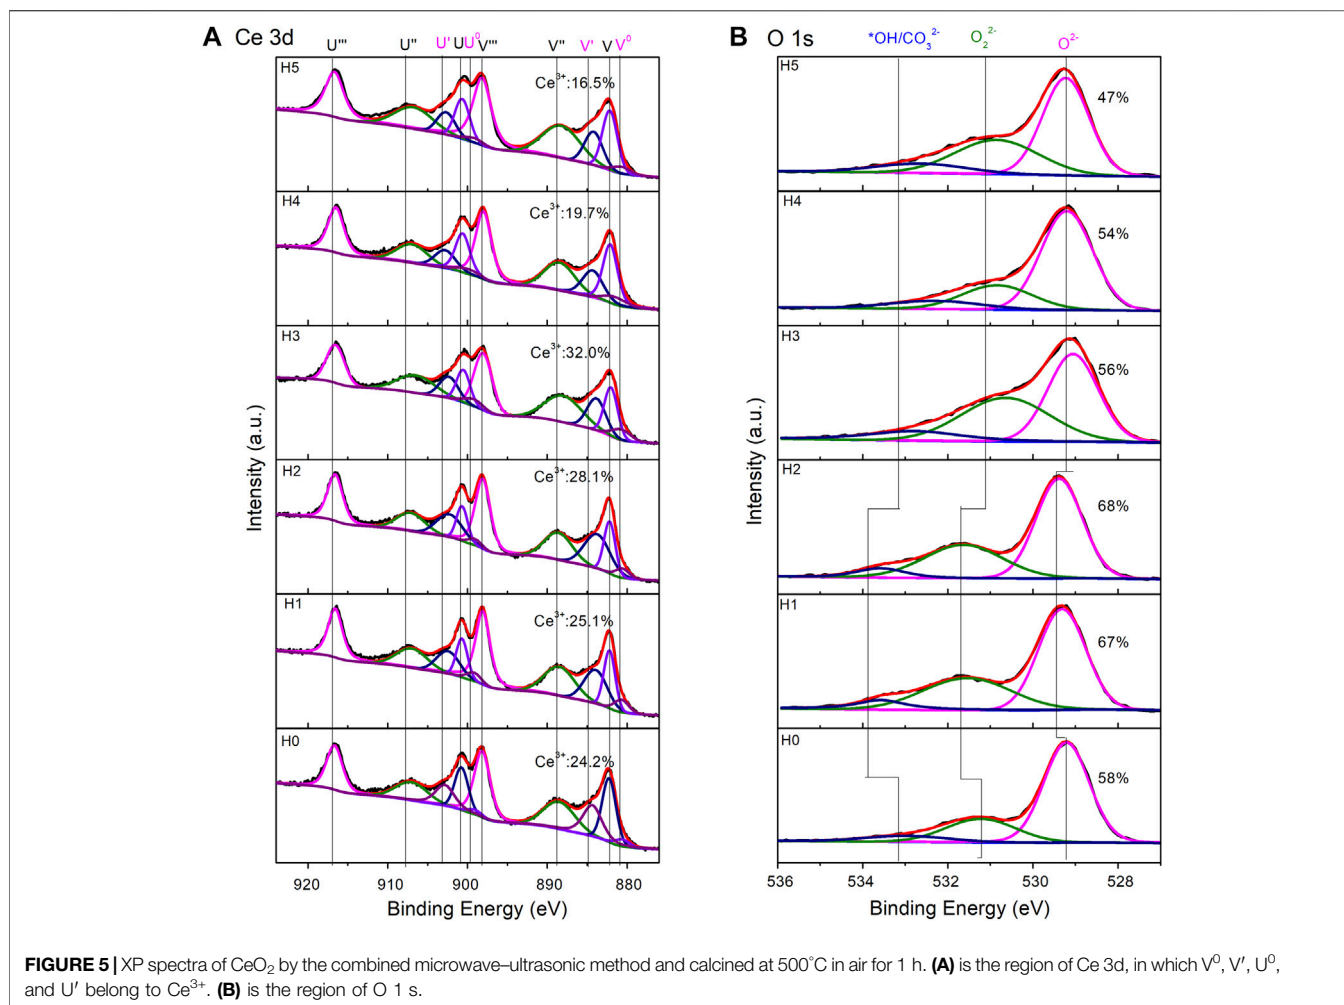 A Ce 3d
U''' U'' U' U U⁰ V''' V'' V' V V⁰
H5
Ce³⁺:16.5%
H4
Ce³⁺:19.7%
H3
Ce³⁺:32.0%
H2
Ce³⁺:28.1%
H1
Ce³⁺:25.1%
H0
Ce³⁺:24.2%
Intensity (a.u.)
920 910 900 890 880
Binding Energy (eV)
B O 1s
*OH/CO₃²⁻ O₂²⁻ O²⁻
H5
47%
H4
54%
H3
56%
H2
68%
H1
67%
H0
58%
Intensity (a.u.)
536 534 532 530 528
Binding Energy (eV)
FIGURE 5 | XP spectra of CeO₂ by the combined microwave–ultrasonic method and calcined at 500°C in air for 1 h. (A) is the region of Ce 3d, in which V⁰, V′, U⁰,
and U′ belong to Ce³⁺. (B) is the region of O 1 s.